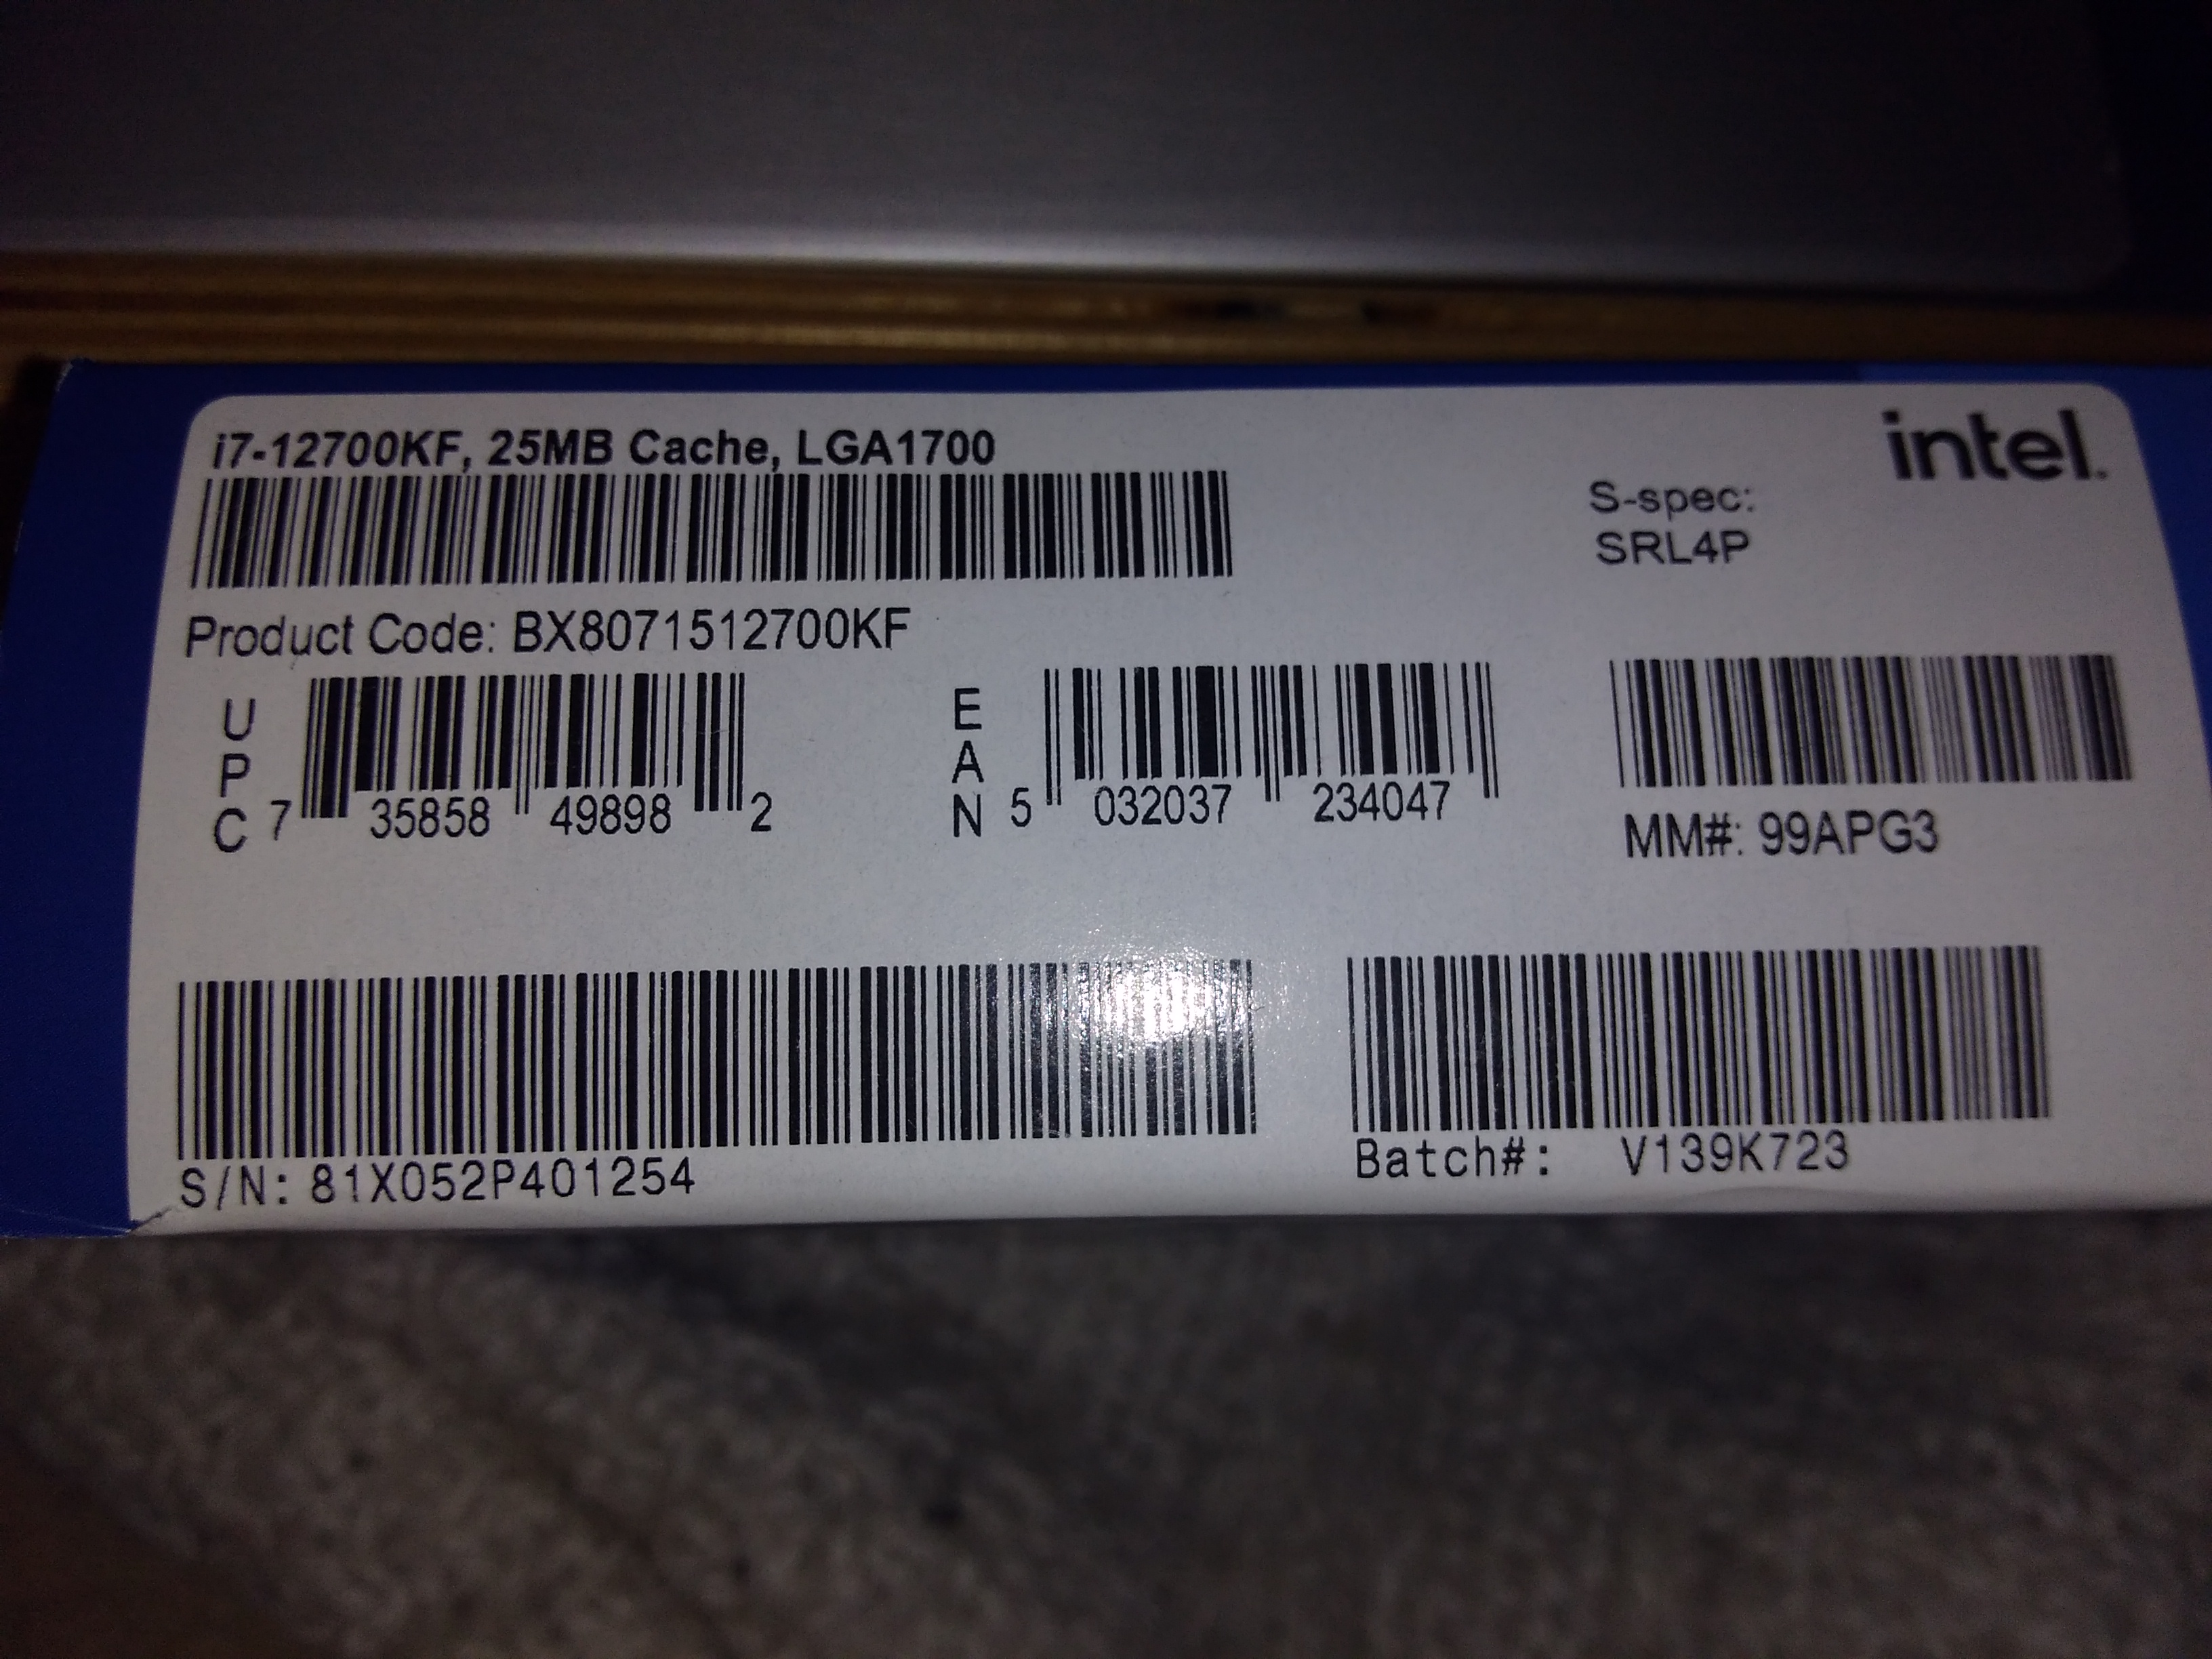 i7-12700KF, 25MB Cache, LGA1700
intel.
S-spec:
SRL4P
Product Code: BX8071512700KF
UPC 7 35858 49898 2
EAN 5 032037 234047
MM#: 99APG3
S/N: 81X052P401254
Batch#: V139K723